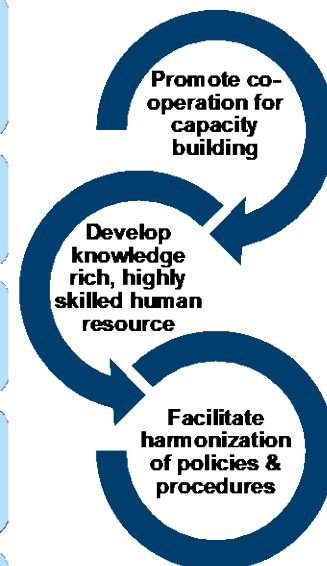 Promote co-
operation for
capacity
building
Develop
knowledge
rich, highly
skilled human
resource
Facilitate
harmonization
of policies &
procedures